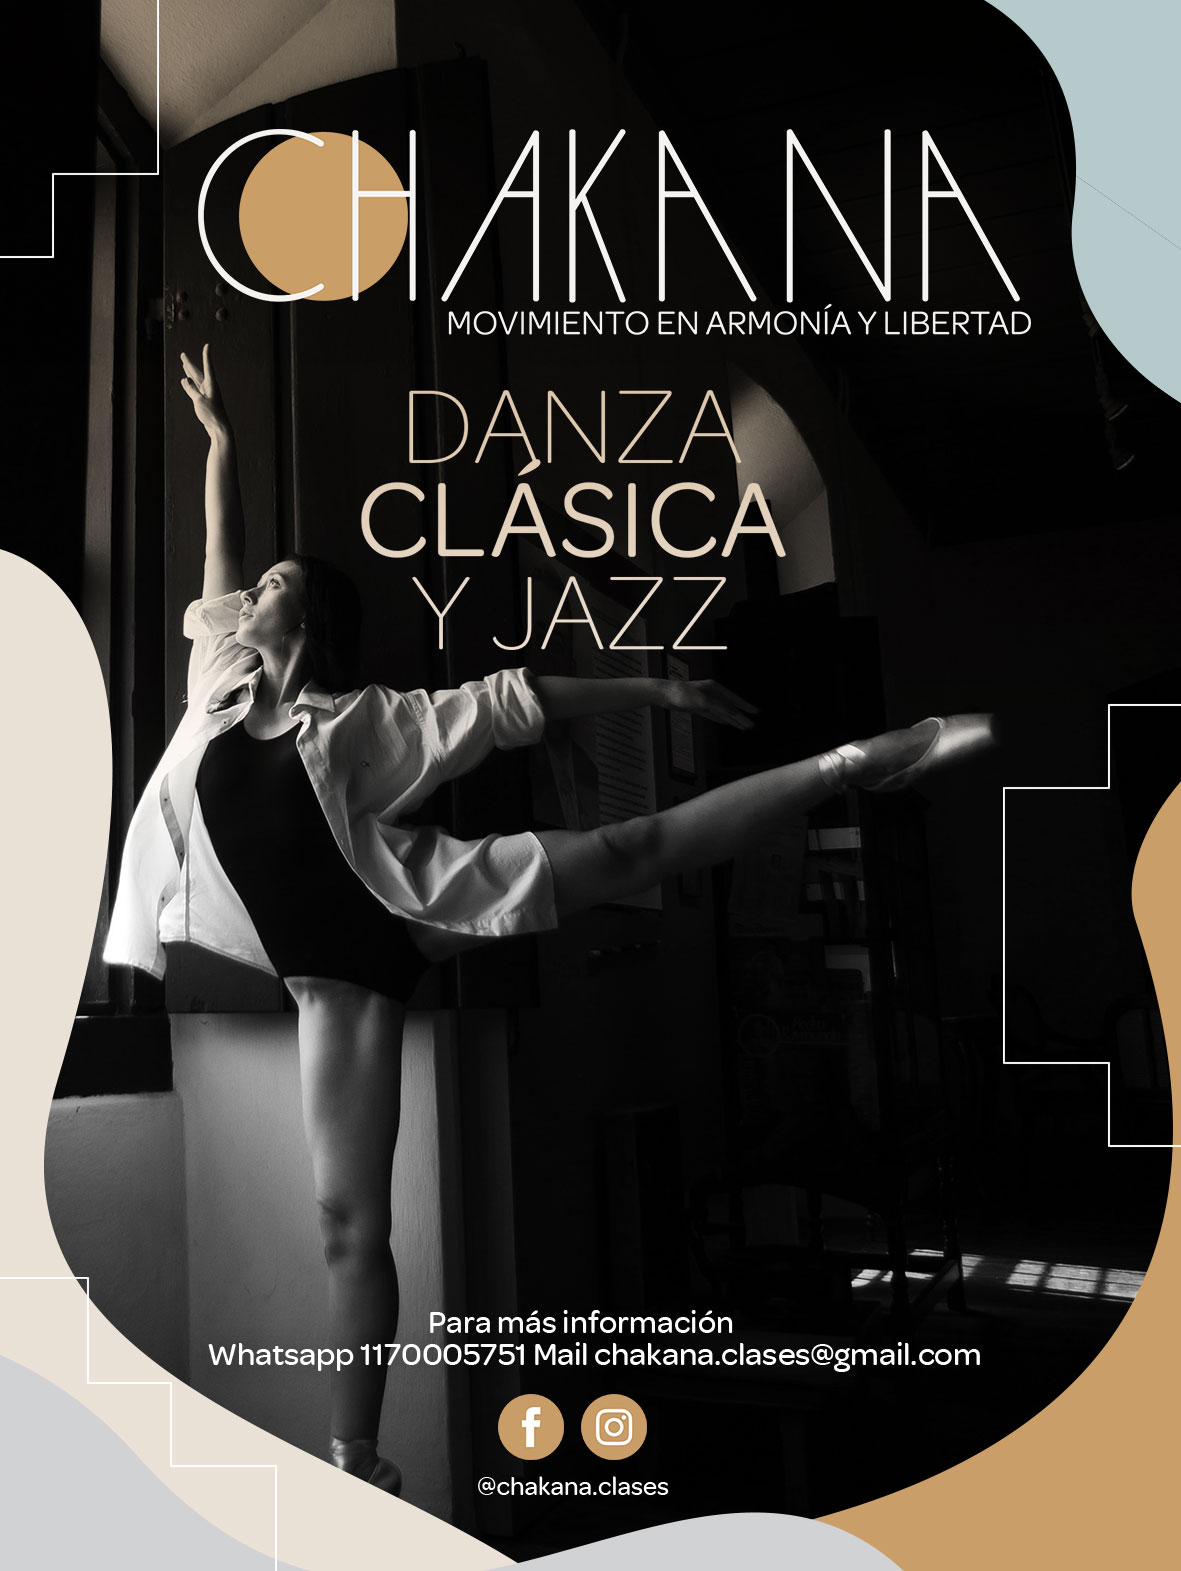 CHAKANA
MOVIMIENTO EN ARMONÍA Y LIBERTAD
DANZA
CLÁSICA
Y JAZZ
Para más información
Whatsapp 1170005751 Mail chakana.clases@gmail.com
@chakana.clases